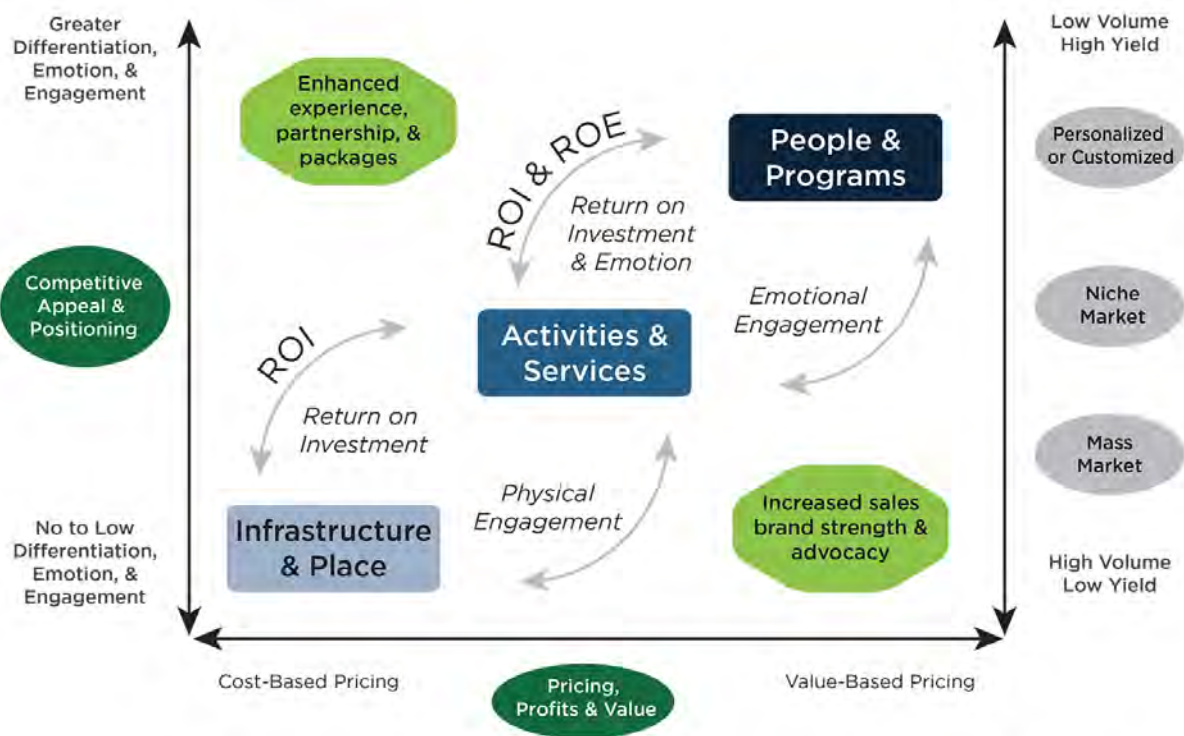 Greater
Differentiation,
Emotion, &
Engagement
Low Volume
High Yield
Enhanced
experience,
partnership, &
packages
ROI & ROE
Return on
Investment
& Emotion
People &
Programs
Personalized
or Customized
Competitive
Appeal &
Positioning
ROI
Return on
Investment
Activities &
Services
Emotional
Engagement
Niche
Market
Mass
Market
No to Low
Differentiation,
Emotion, &
Engagement
Infrastructure
& Place
Physical
Engagement
Increased sales
brand strength &
advocacy
High Volume
Low Yield
Cost-Based Pricing
Pricing,
Profits & Value
Value-Based Pricing